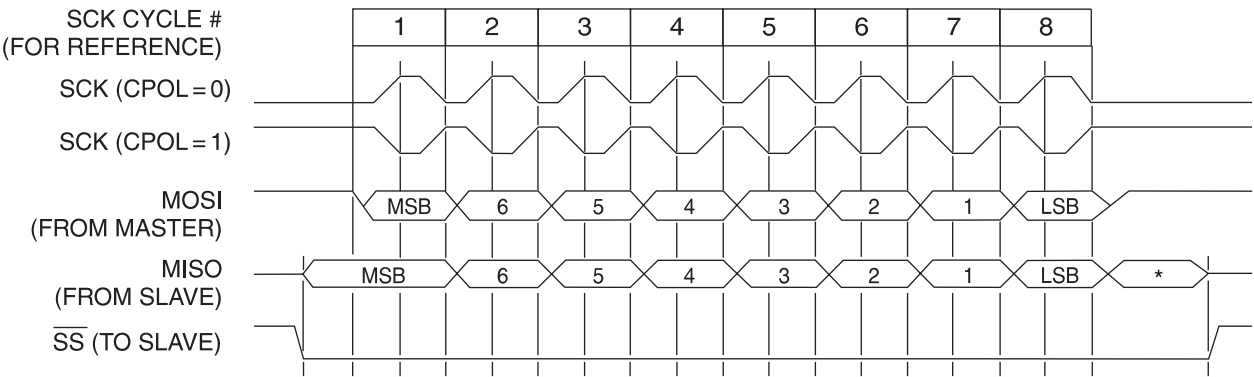 SCK CYCLE #
(FOR REFERENCE)
1 2 3 4 5 6 7 8
SCK (CPOL = 0)
SCK (CPOL = 1)
MOSI
(FROM MASTER)
MSB 6 5 4 3 2 1 LSB
MISO
(FROM SLAVE)
MSB 6 5 4 3 2 1 LSB *
SS (TO SLAVE)